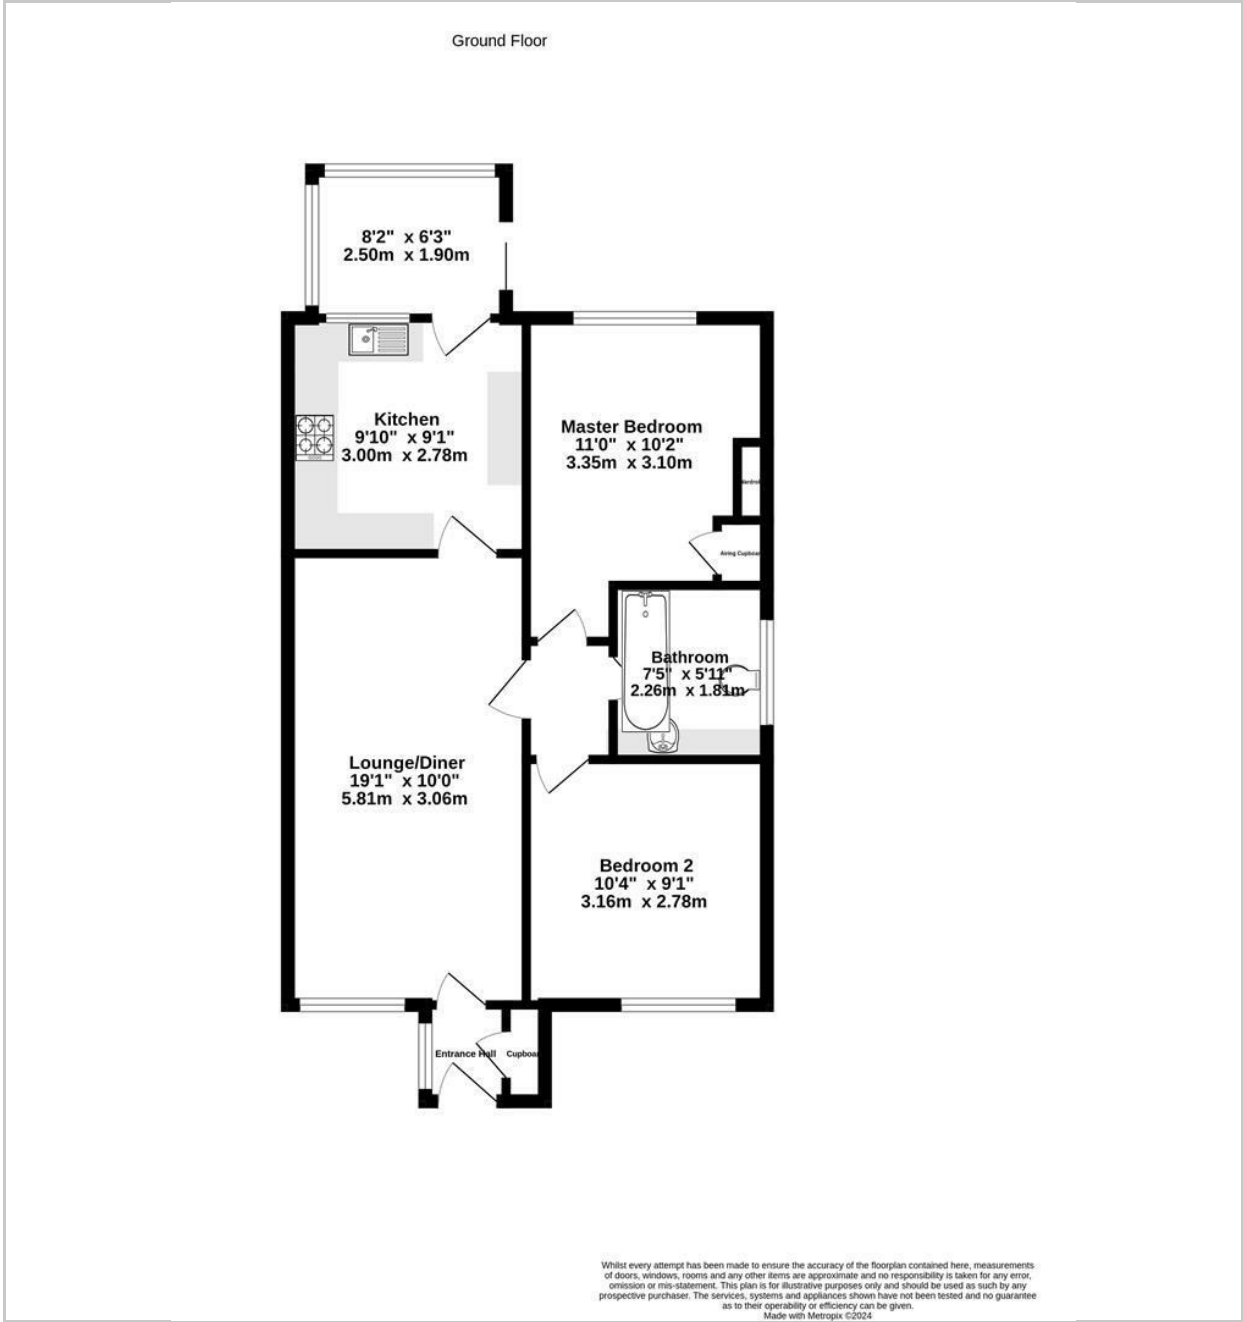 Ground Floor
8'2" x 6'3"
2.50m x 1.90m
Kitchen
9'10" x 9'1"
3.00m x 2.78m
Master Bedroom
11'0" x 10'2"
3.35m x 3.10m
Airing Cupboar
Bathroom
7'5" x 5'11"
2.26m x 1.81m
Lounge/Diner
19'1" x 10'0"
5.81m x 3.06m
Bedroom 2
10'4" x 9'1"
3.16m x 2.78m
Entrance Hall
Cupboar
Whilst every attempt has been made to ensure the accuracy of the floorplan contained here, measurements
of doors, windows, rooms and any other items are approximate and no responsibility is taken for any error,
omission or mis-statement. This plan is for illustrative purposes only and should be used as such by any
prospective purchaser. The services, systems and appliances shown have not been tested and no guarantee
as to their operability or efficiency can be given.
Made with Metropix ©2024